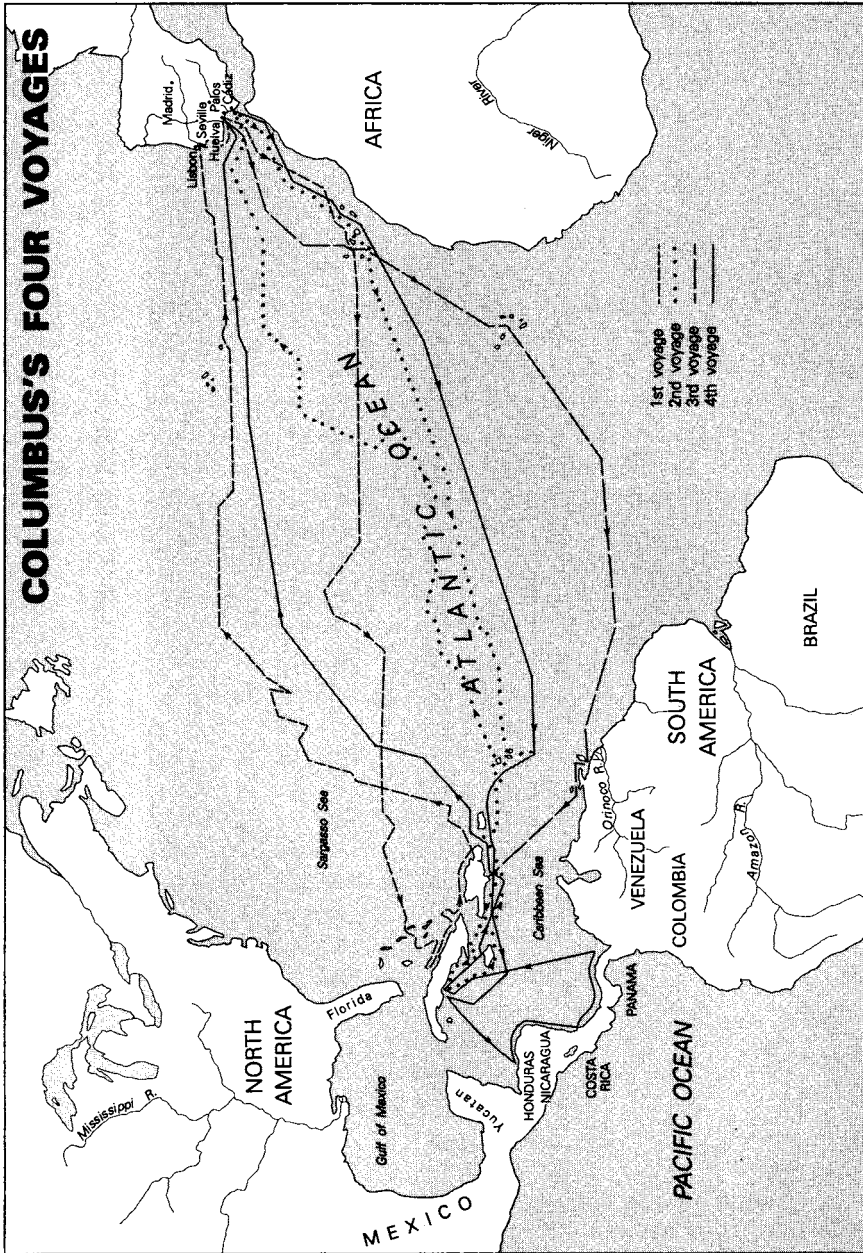 COLUMBUS'S FOUR VOYAGES
Madrid
Lisbon
Seville
Huelva
Palos
Cadiz
AFRICA
Niger
River
ATLANTIC OCEAN
1st voyage
2nd voyage
3rd voyage
4th voyage
Sargasso Sea
NORTH
AMERICA
Mississippi R.
Florida
Gulf of Mexico
MEXICO
Yucatan
HONDURAS
NICARAGUA
COSTA
RICA
PANAMA
Caribbean Sea
PACIFIC OCEAN
VENEZUELA
COLOMBIA
Orinoco R.
SOUTH
AMERICA
Amazon R.
BRAZIL